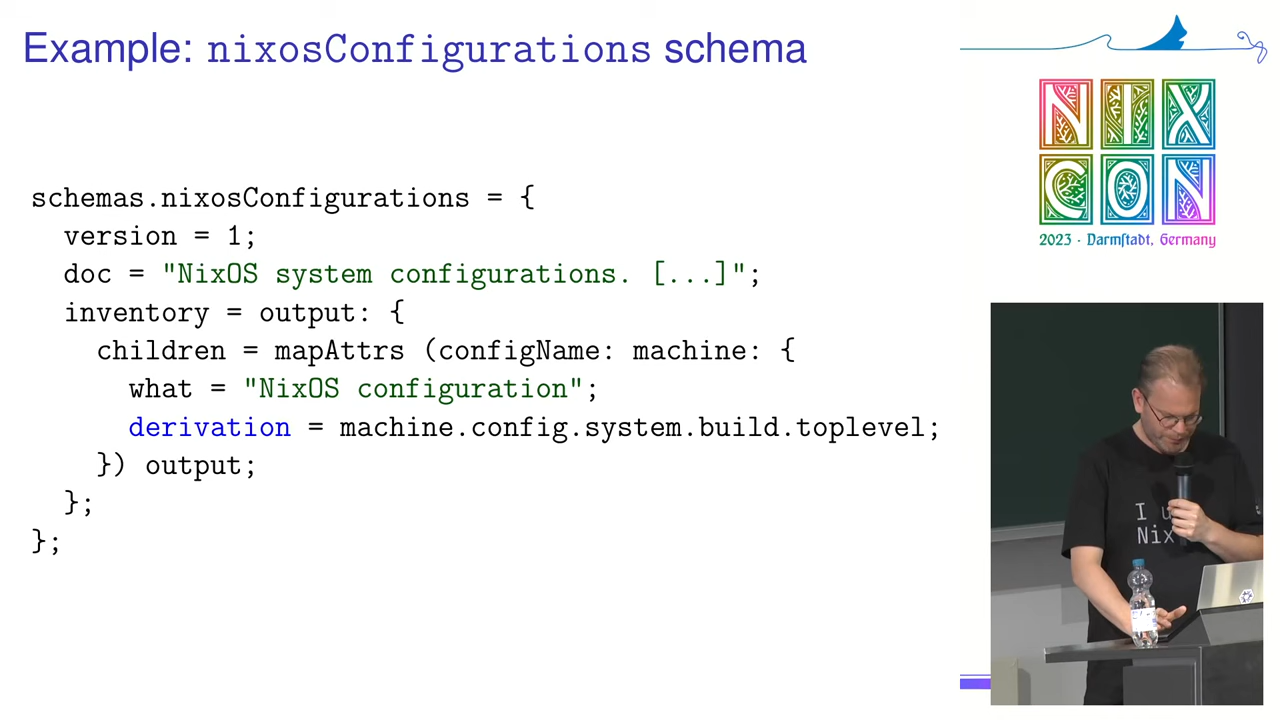 Example: nixosConfigurations schema
schemas.nixosConfigurations = {
  version = 1;
  doc = "NixOS system configurations. [...]";
  inventory = output: {
    children = mapAttrs (configName: machine: {
      what = "NixOS configuration";
      derivation = machine.config.system.build.toplevel;
    }) output;
  };
};
NIX
CON
2023 · Darmſtadt, Germany
I
Nix